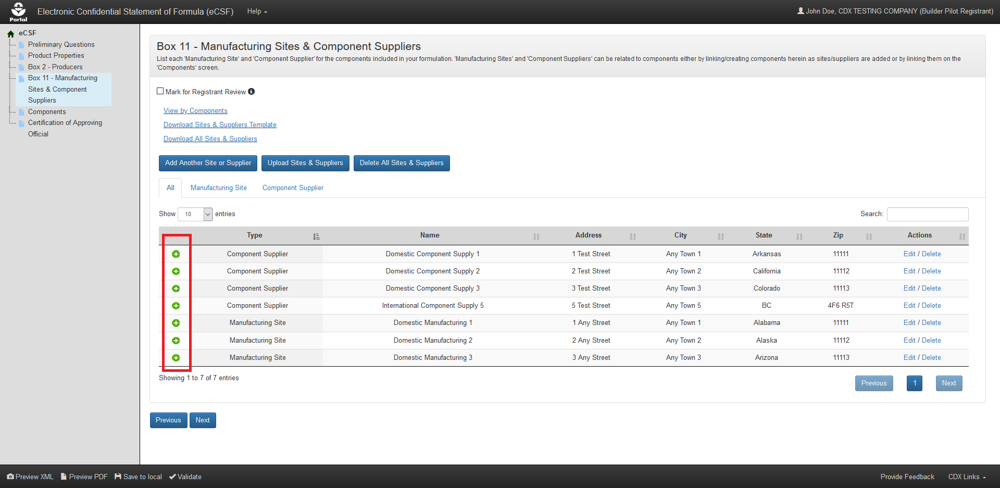 Portal
Electronic Confidential Statement of Formula (eCSF)
Help
John Doe, CDX TESTING COMPANY (Builder Pilot Registrant)
eCSF
Preliminary Questions
Product Properties
Box 2 - Producers
Box 11 - Manufacturing
Sites & Component
Suppliers
Components
Certification of Approving
Official
Box 11 - Manufacturing Sites & Component Suppliers
List each 'Manufacturing Site' and 'Component Supplier' for the components included in your formulation. 'Manufacturing Sites' and 'Component Suppliers' can be related to components either by linking/creating components herein as sites/suppliers are added or by linking them on the
'Components' screen.
Mark for Registrant Review
View by Components
Download Sites & Suppliers Template
Download All Sites & Suppliers
Add Another Site or Supplier Upload Sites & Suppliers Delete All Sites & Suppliers
All Manufacturing Site Component Supplier
Show 10 entries Search:
Type Name Address City State Zip Actions
Component Supplier Domestic Component Supply 1 1 Test Street Any Town 1 Arkansas 11111 Edit / Delete
Component Supplier Domestic Component Supply 2 2 Test Street Any Town 2 California 11112 Edit / Delete
Component Supplier Domestic Component Supply 3 3 Test Street Any Town 3 Colorado 11113 Edit / Delete
Component Supplier International Component Supply 5 5 Test Street Any Town 5 BC 4F6 R5T Edit / Delete
Manufacturing Site Domestic Manufacturing 1 1 Any Street Any Town 1 Alabama 11111 Edit / Delete
Manufacturing Site Domestic Manufacturing 2 2 Any Street Any Town 2 Alaska 11112 Edit / Delete
Manufacturing Site Domestic Manufacturing 3 3 Any Street Any Town 3 Arizona 11113 Edit / Delete
Showing 1 to 7 of 7 entries
Previous 1 Next
Previous Next
Preview XML Preview PDF Save to local Validate
Provide Feedback CDX Links